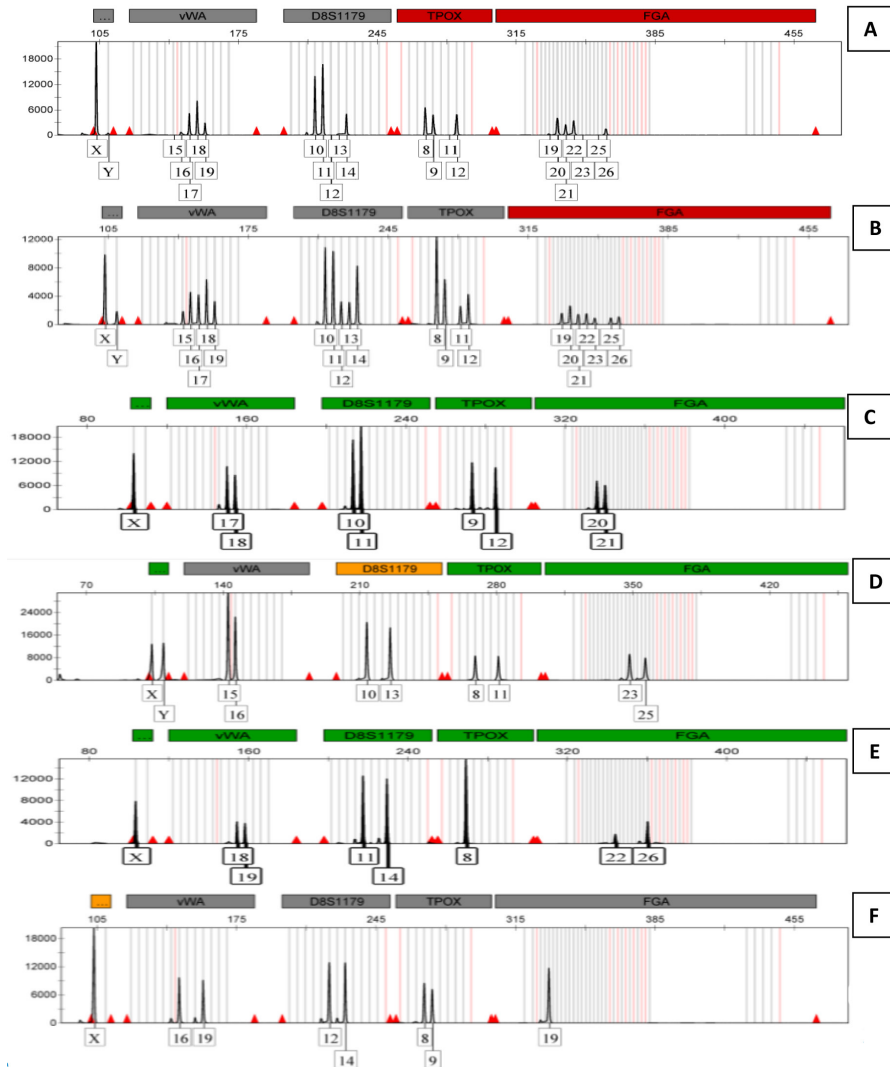 ... vWA D8S1179 TPOX FGA
A
105 175 245 315 385 455
18000
12000
6000
0
X 15 18 10 13 8 11 19 22 25
Y 16 19 11 14 9 12 20 23 26
17 12 21
... vWA D8S1179 TPOX FGA
B
105 175 245 315 385 455
12000
8000
4000
0
X 15 18 10 13 8 11 19 22 25
Y 16 19 11 14 9 12 20 23 26
17 12 21
... vWA D8S1179 TPOX FGA
C
80 160 240 320 400
18000
12000
6000
0
X 17 10 9 20
18 11 12 21
... vWA D8S1179 TPOX FGA
D
70 140 210 280 350 420
24000
16000
8000
0
X 15 10 13 8 11 23
Y 16 25
... vWA D8S1179 TPOX FGA
E
80 160 240 320 400
12000
8000
4000
0
X 18 11 8 22 26
19 14
... vWA D8S1179 TPOX FGA
F
105 175 245 315 385 455
18000
12000
6000
0
X 16 19 12 8 19
14 9